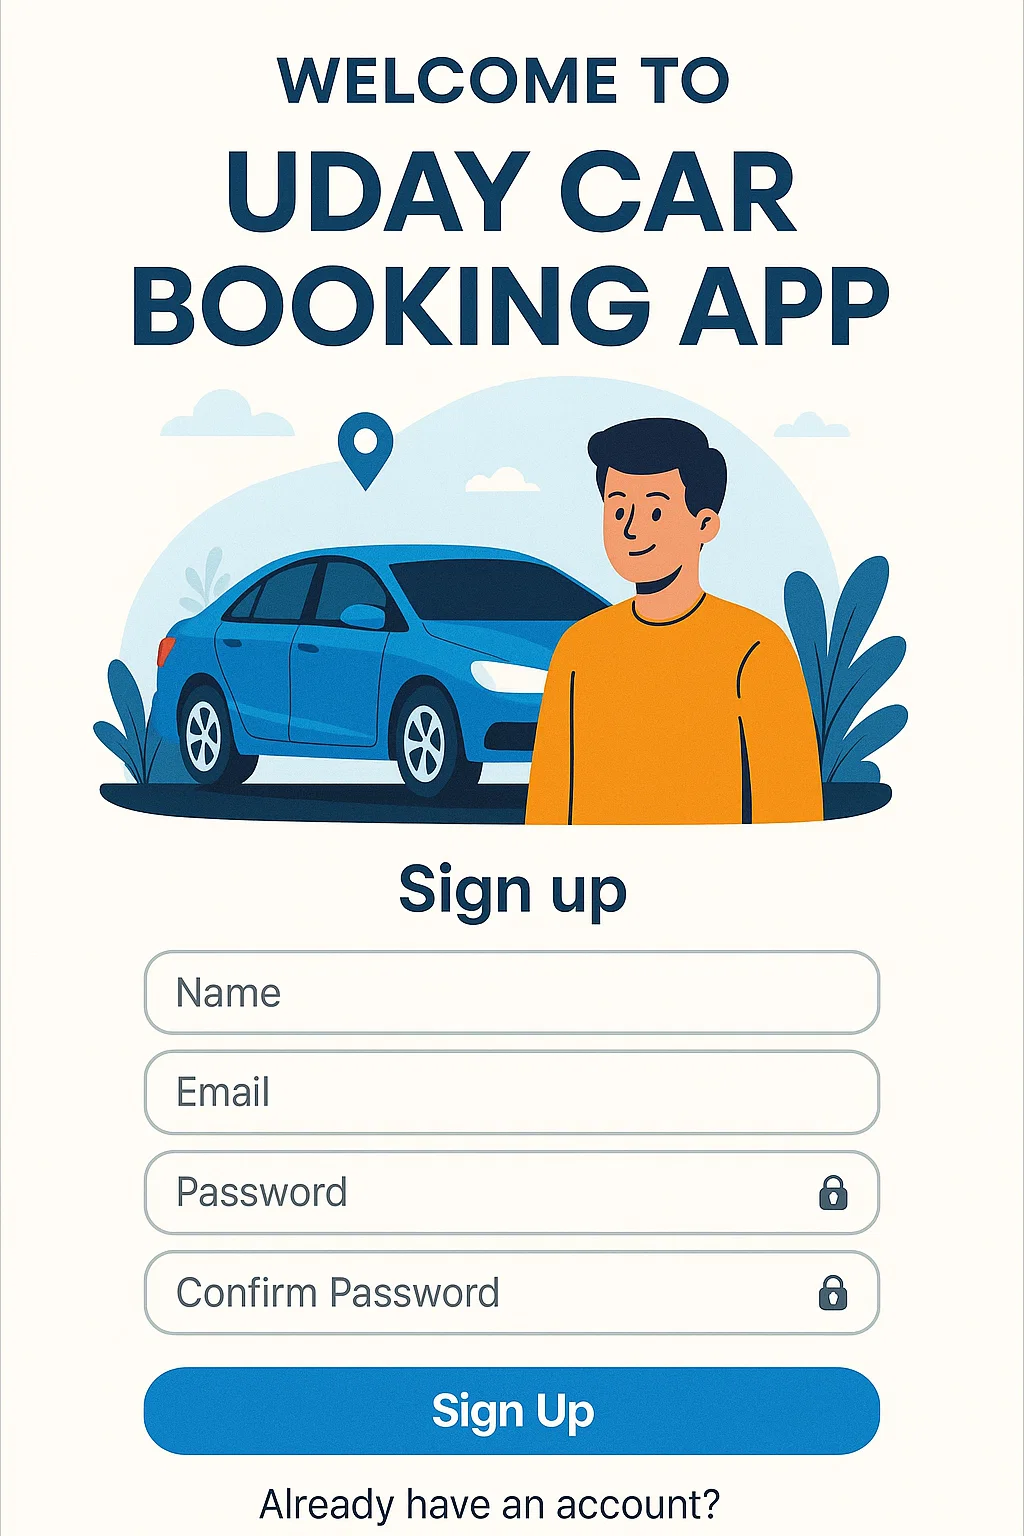 WELCOME TO
UDAY CAR
BOOKING APP
Sign up
Name
Email
Password
Confirm Password
Sign Up
Already have an account?